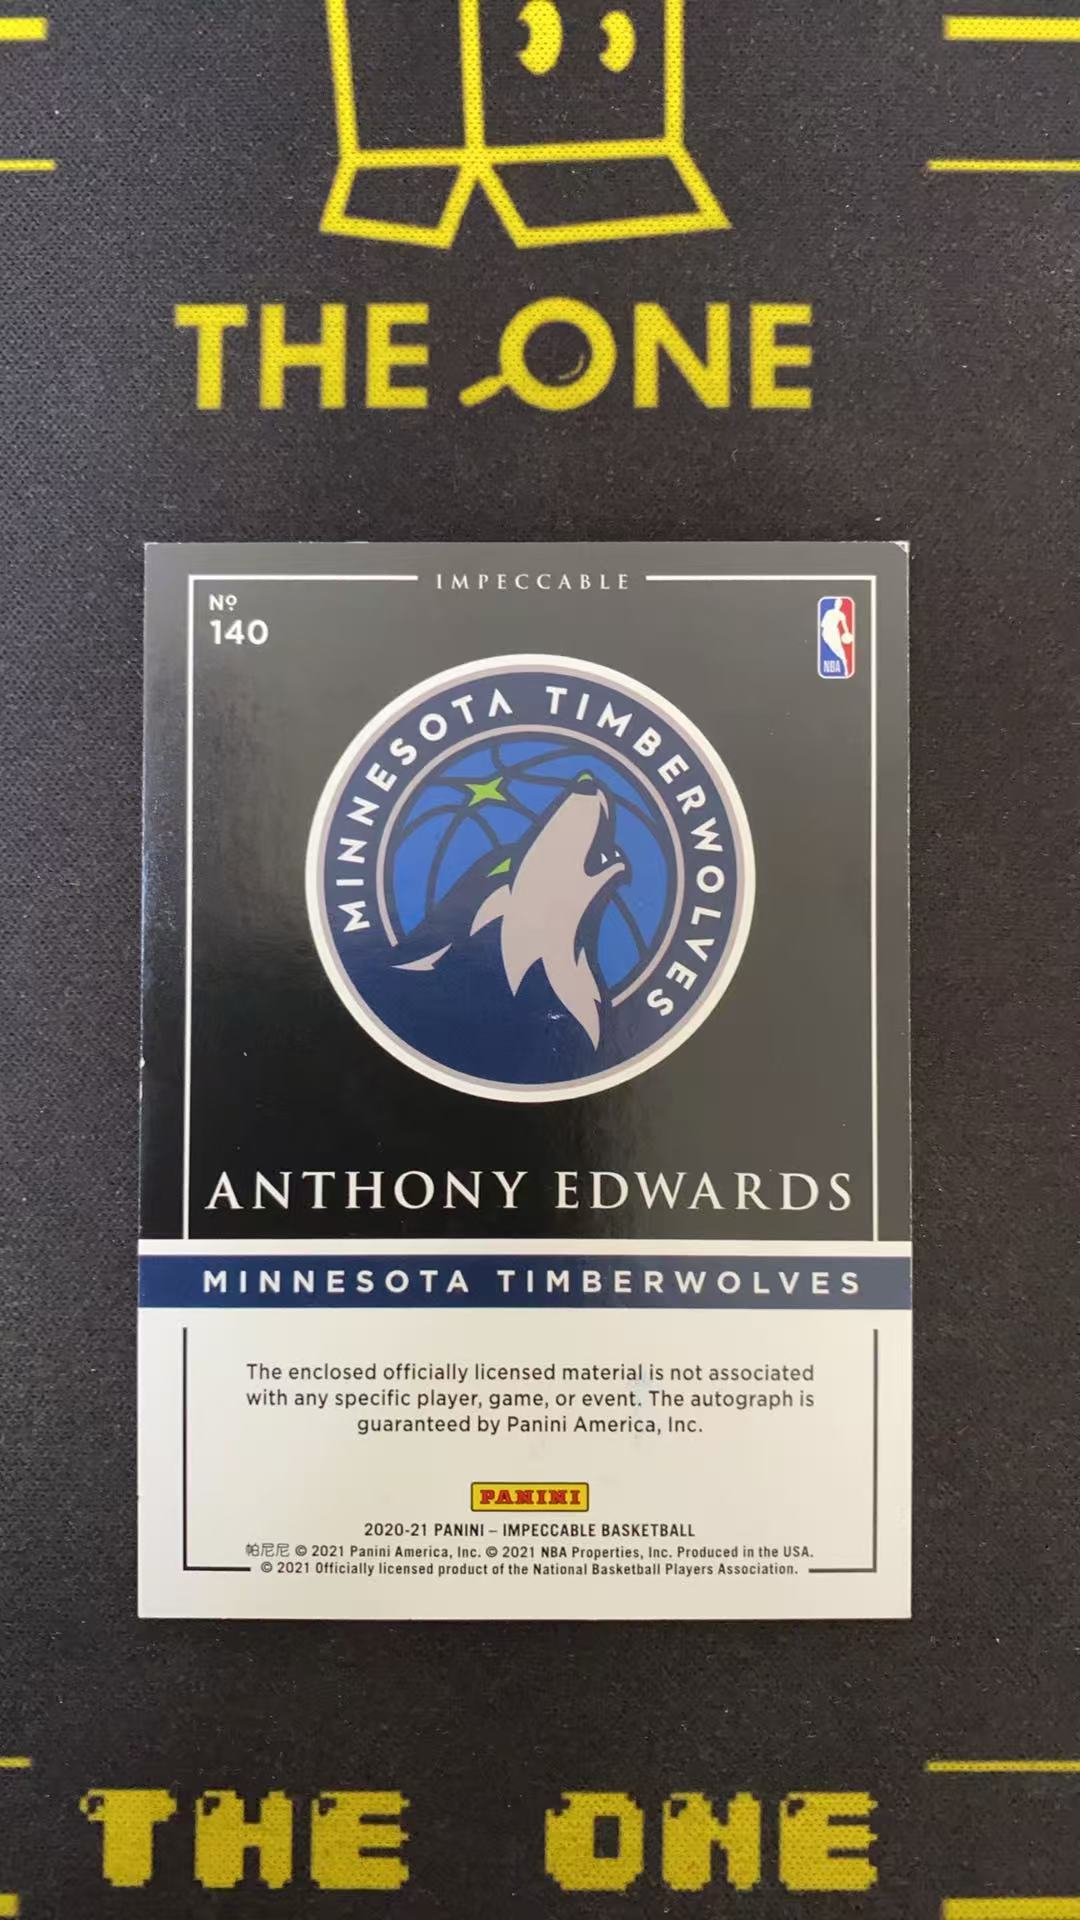 THE ONE
IMPECCABLE
Nº
140
NBA
MINNESOTA TIMBERWOLVES
ANTHONY EDWARDS
MINNESOTA TIMBERWOLVES
The enclosed officially licensed material is not associated
with any specific player, game, or event. The autograph is
guaranteed by Panini America, Inc.
PANINI
2020-21 PANINI – IMPECCABLE BASKETBALL
帕尼尼 © 2021 Panini America, Inc. © 2021 NBA Properties, Inc. Produced in the USA.
© 2021 Officially licensed product of the National Basketball Players Association.
THE ONE